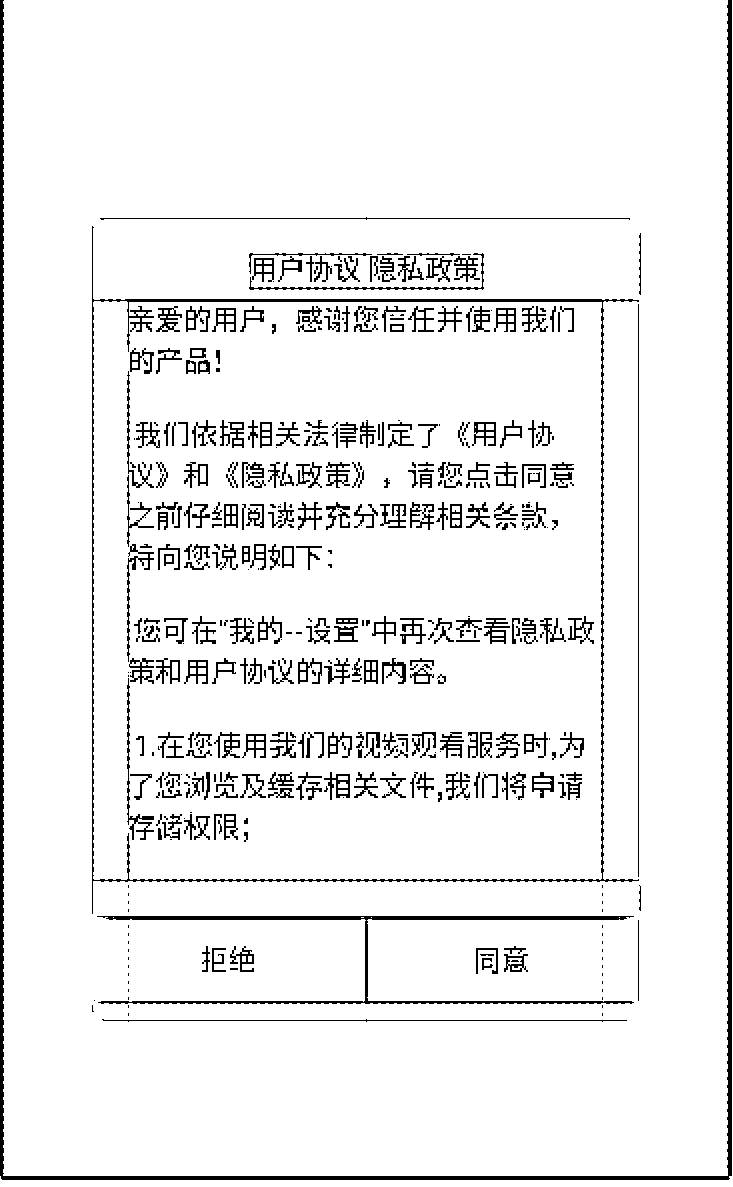 用户协议 隐私政策
亲爱的用户，感谢您信任并使用我们
的产品！
我们依据相关法律制定了《用户协
议》和《隐私政策》，请您点击同意
之前仔细阅读并充分理解相关条款，
特向您说明如下：
您可在"我的--设置"中再次查看隐私政
策和用户协议的详细内容。
1.在您使用我们的视频观看服务时,为
了您浏览及缓存相关文件,我们将申请
存储权限；
拒绝
同意